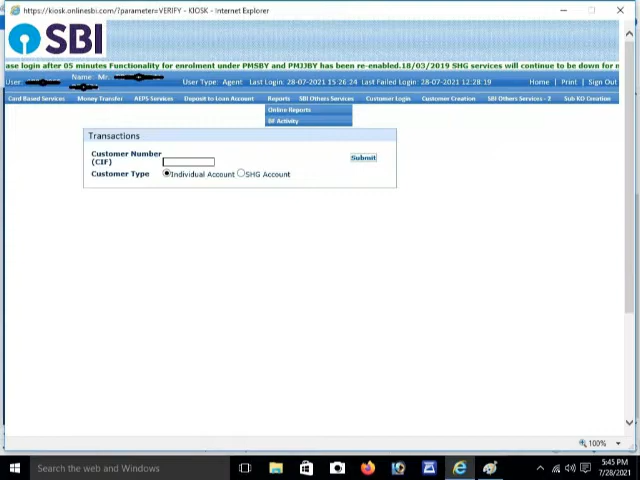 https://kiosk.onlinesbi.com/?parameter=VERIFY - KIOSK - Internet Explorer
SBI
ase login after 05 minutes Functionality for enrolment under PMSBY and PMJJBY has been re-enabled.18/03/2019 SHG services will continue to be down for n
User: Name: Mr. User Type: Agent Last Login: 28-07-2021 15:26:24 Last Failed Login: 28-07-2021 12:28:19 Home | Print | Sign Out
Card Based Services Money Transfer AEPS Services Deposit to Loan Account Reports SBI Others Services Customer Login Customer Creation SBI Others Services - 2 Sub KO Creation
Online Reports
BF Activity
Transactions
Customer Number
(CIF)
Submit
Customer Type Individual Account SHG Account
100%
Search the web and Windows
5:45 PM
7/28/2021